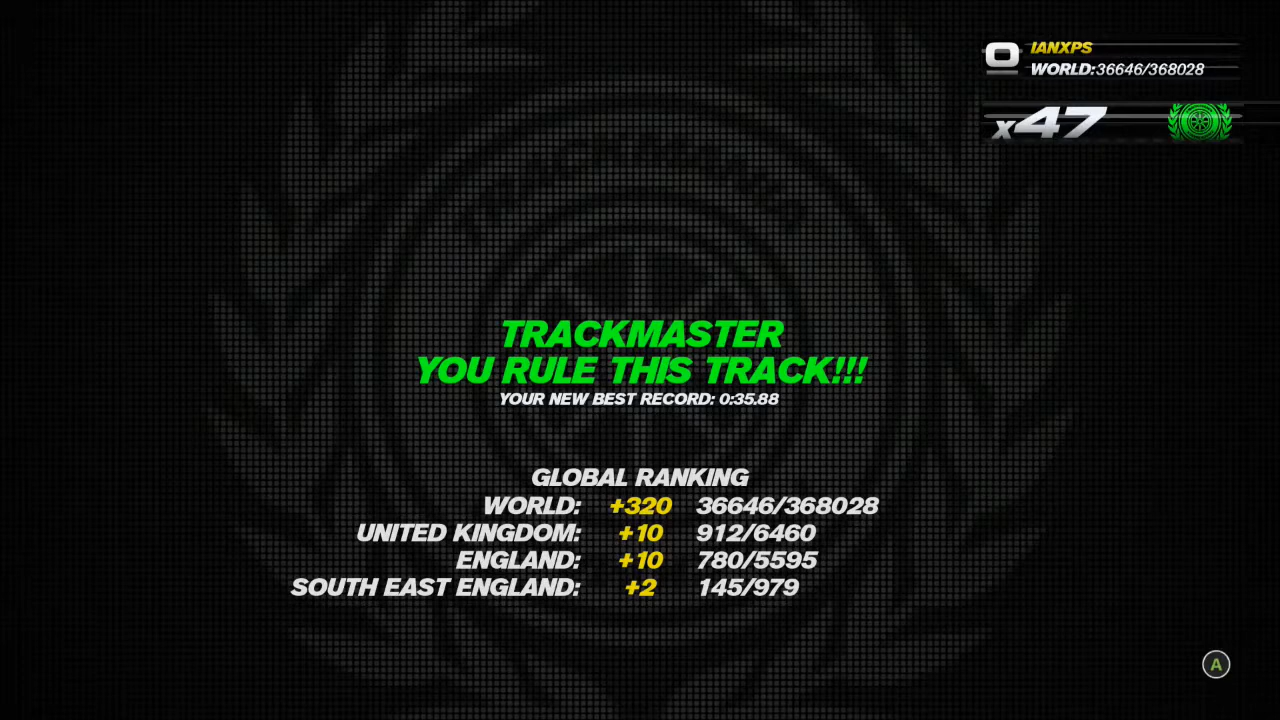 0
IANXPS
WORLD:36646/368028
x47
TRACKMASTER
YOU RULE THIS TRACK!!!
YOUR NEW BEST RECORD: 0:35.88
GLOBAL RANKING
WORLD: +320 36646/368028
UNITED KINGDOM: +10 912/6460
ENGLAND: +10 780/5595
SOUTH EAST ENGLAND: +2 145/979
A